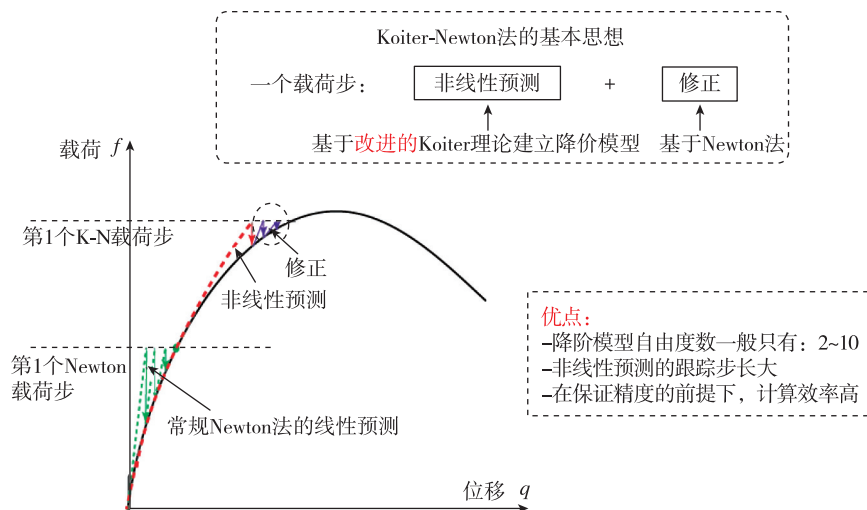 Koiter-Newton法的基本思想
一个载荷步：
非线性预测
+
修正
基于改进的Koiter理论建立降价模型
基于Newton法
载荷 f
第1个K-N载荷步
修正
非线性预测
第1个Newton
载荷步
常规Newton法的线性预测
位移 q
优点：
–降阶模型自由度数一般只有：2~10
–非线性预测的跟踪步长大
–在保证精度的前提下，计算效率高